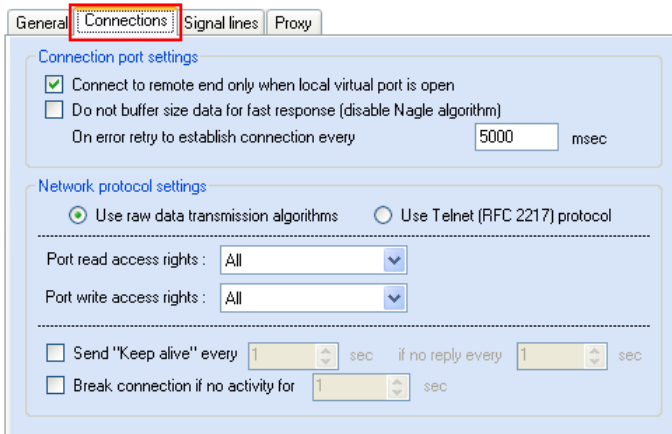 General Connections Signal lines Proxy
Connection port settings
Connect to remote end only when local virtual port is open
Do not buffer size data for fast response (disable Nagle algorithm)
On error retry to establish connection every 5000 msec
Network protocol settings
Use raw data transmission algorithms Use Telnet (RFC 2217) protocol
Port read access rights : All
Port write access rights : All
Send "Keep alive" every 1 sec if no reply every 1 sec
Break connection if no activity for 1 sec